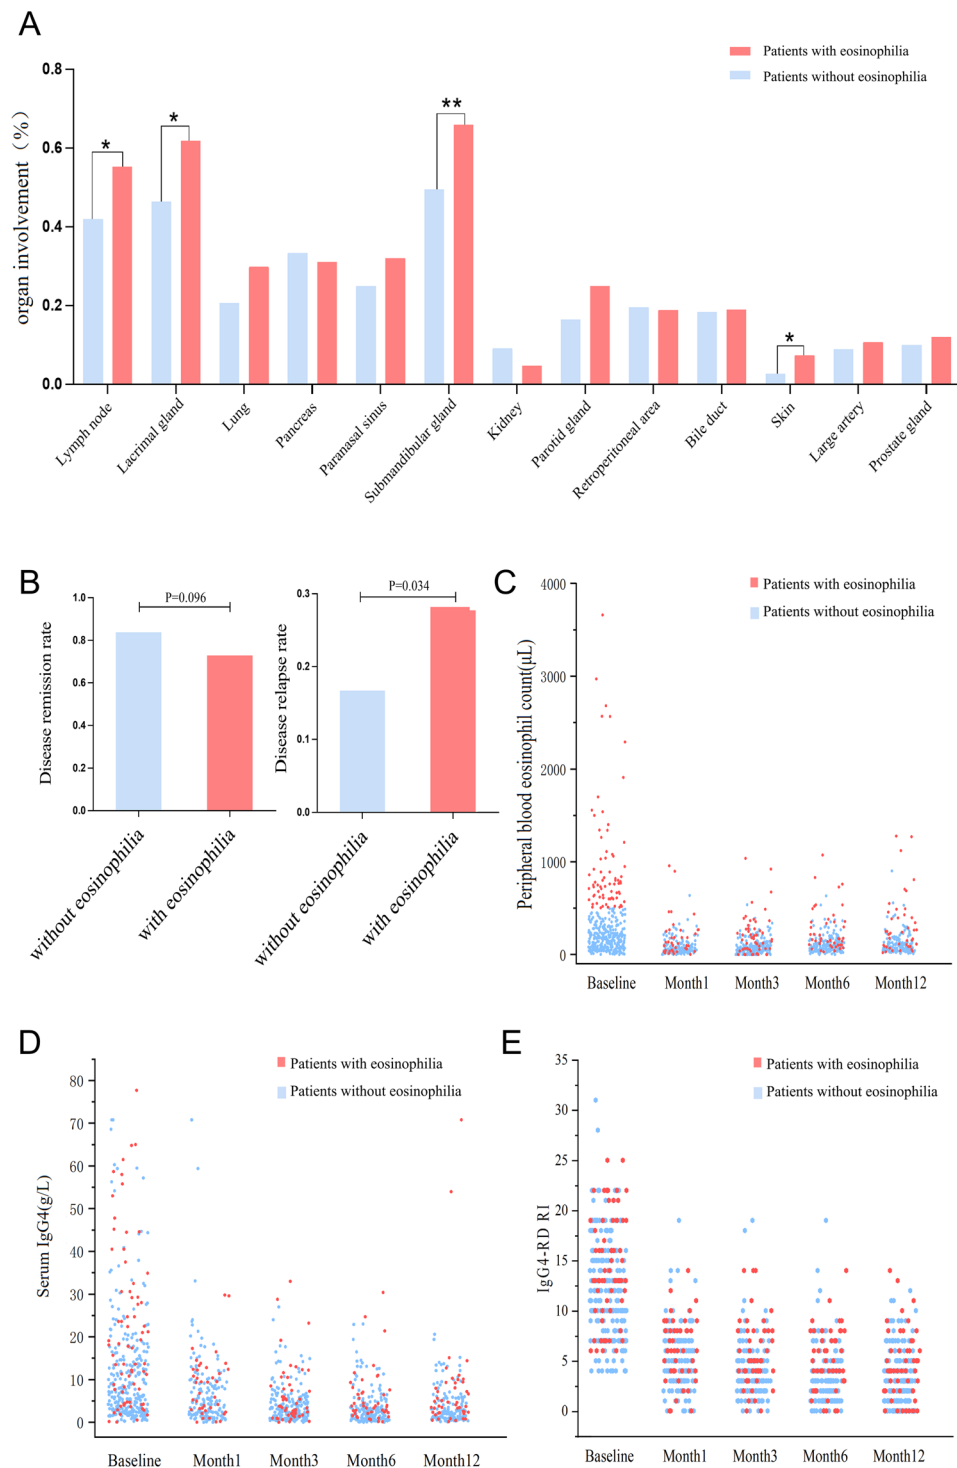 A
Patients with eosinophilia
Patients without eosinophilia
organ involvement (%)
0.8
0.6
0.4
0.2
0.0
*
*
**
*
Lymph node
Lacrimal gland
Lung
Pancreas
Paranasal sinus
Submandibular gland
Kidney
Parotid gland
Retroperitoneal area
Bile duct
Skin
Large artery
Prostate gland
B
Disease remission rate
1.0
0.8
0.6
0.4
0.2
0.0
P=0.096
without eosinophilia
with eosinophilia
Disease relapse rate
0.3
0.2
0.1
0.0
P=0.034
without eosinophilia
with eosinophilia
C
Patients with eosinophilia
Patients without eosinophilia
Peripheral blood eosinophil count(μL)
4000
3000
2000
1000
0
Baseline
Month1
Month3
Month6
Month12
D
Patients with eosinophilia
Patients without eosinophilia
Serum IgG4(g/L)
80
70
60
50
40
30
20
10
0
Baseline
Month1
Month3
Month6
Month12
E
Patients with eosinophilia
Patients without eosinophilia
IgG4-RD RI
35
30
25
20
15
10
5
0
Baseline
Month1
Month3
Month6
Month12